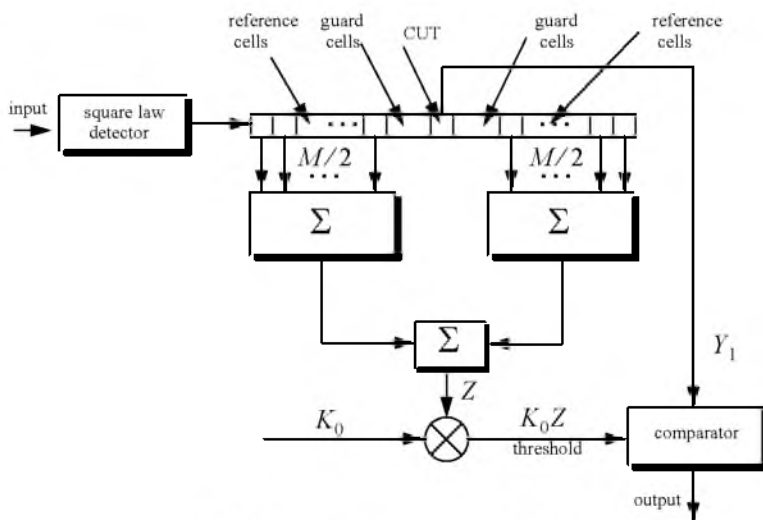 reference
cells
guard
cells
CUT
guard
cells
reference
cells
input
square law
detector
...
...
M/2
...
M/2
...
Σ
Σ
Σ
Y₁
Z
K₀
K₀Z
threshold
comparator
output